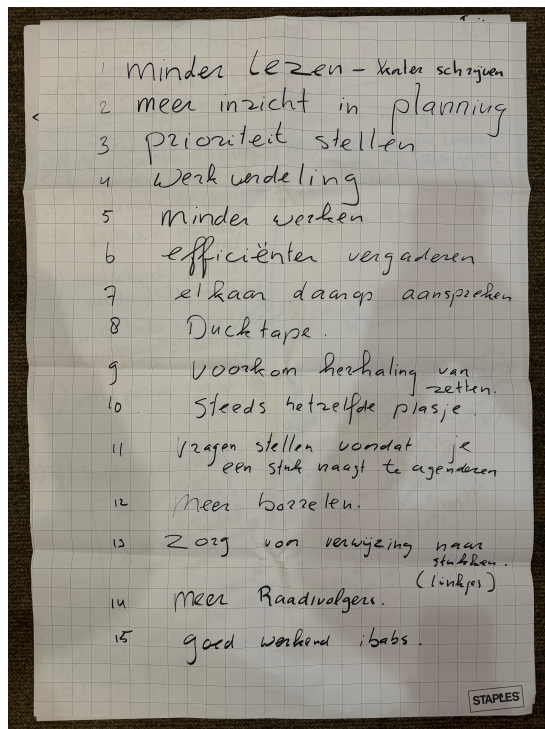 1 minder lezen - korter schrijven
2 meer inzicht in planning
3 prioriteit stellen
4 werkverdeling
5 minder werken
6 efficiënter vergaderen
7 elkaar daarop aanspreken
8 Ducktape.
9 voorkom herhaling van
zetten.
10 Steeds hetzelfde plasje.
11 vragen stellen voordat je
een stuk vraagt te agenderen
12 meer borrelen.
13 Zorg voor verwijzing naar
stukken.
(linkjes)
14 meer Raadsvolgers.
15 goed werkend ibabs.
STAPLES